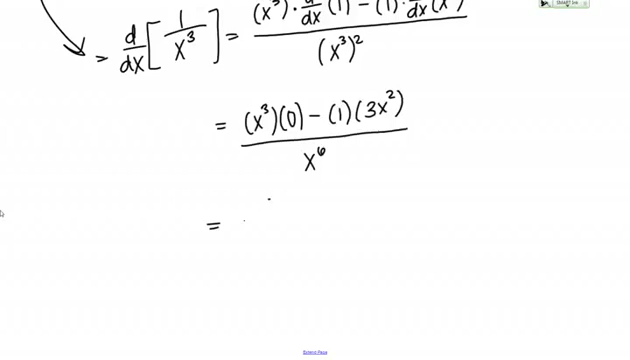 = d/dx [ 1/x³ ] = (x³) · d/dx (1) − (1) · d/dx (x³) / (x³)²
= (x³)(0) − (1)(3x²) / x⁶
=
Extend Page